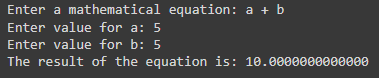 Enter a mathematical equation: a + b
Enter value for a: 5
Enter value for b: 5
The result of the equation is: 10.0000000000000